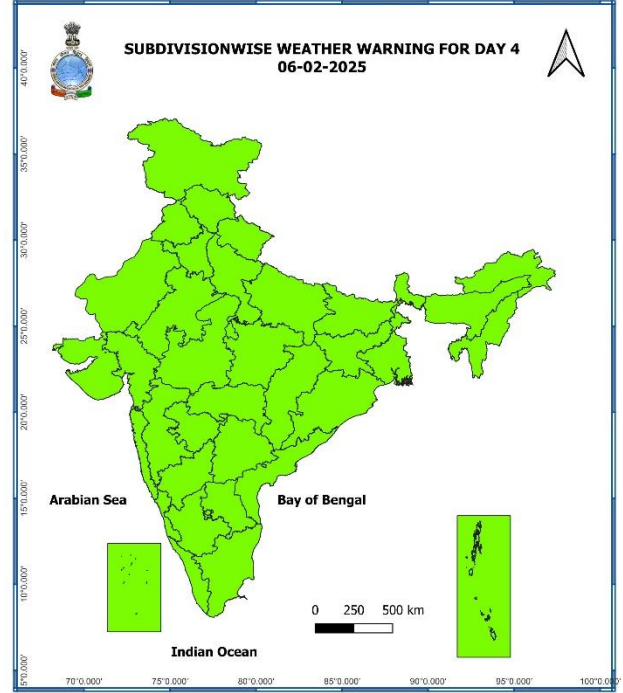 SUBDIVISIONWISE WEATHER WARNING FOR DAY 4
06-02-2025
40°0.000'
35°0.000'
30°0.000'
25°0.000'
20°0.000'
15°0.000'
10°0.000'
5°0.000'
Arabian Sea
Bay of Bengal
0 250 500 km
Indian Ocean
70°0.000' 75°0.000' 80°0.000' 85°0.000' 90°0.000' 95°0.000' 100°0.000'